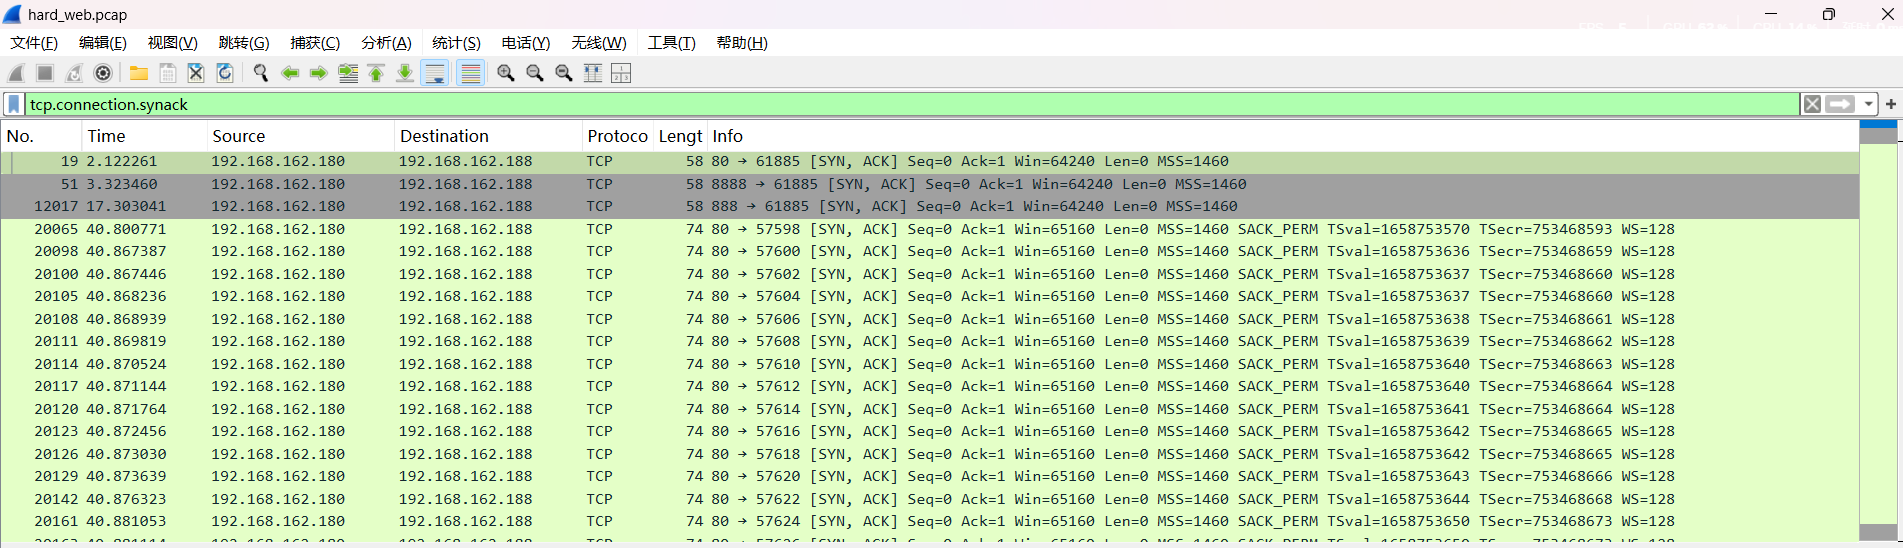 hard_web.pcap
文件(F) 编辑(E) 视图(V) 跳转(G) 捕获(C) 分析(A) 统计(S) 电话(Y) 无线(W) 工具(T) 帮助(H)
tcp.connection.synack
No. Time Source Destination Protoco Lengt Info
19 2.122261 192.168.162.180 192.168.162.188 TCP 58 80 → 61885 [SYN, ACK] Seq=0 Ack=1 Win=64240 Len=0 MSS=1460
51 3.323460 192.168.162.180 192.168.162.188 TCP 58 8888 → 61885 [SYN, ACK] Seq=0 Ack=1 Win=64240 Len=0 MSS=1460
12017 17.303041 192.168.162.180 192.168.162.188 TCP 58 888 → 61885 [SYN, ACK] Seq=0 Ack=1 Win=64240 Len=0 MSS=1460
20065 40.800771 192.168.162.180 192.168.162.188 TCP 74 80 → 57598 [SYN, ACK] Seq=0 Ack=1 Win=65160 Len=0 MSS=1460 SACK_PERM TSval=1658753570 TSecr=753468593 WS=128
20098 40.867387 192.168.162.180 192.168.162.188 TCP 74 80 → 57600 [SYN, ACK] Seq=0 Ack=1 Win=65160 Len=0 MSS=1460 SACK_PERM TSval=1658753636 TSecr=753468659 WS=128
20100 40.867446 192.168.162.180 192.168.162.188 TCP 74 80 → 57602 [SYN, ACK] Seq=0 Ack=1 Win=65160 Len=0 MSS=1460 SACK_PERM TSval=1658753637 TSecr=753468660 WS=128
20105 40.868236 192.168.162.180 192.168.162.188 TCP 74 80 → 57604 [SYN, ACK] Seq=0 Ack=1 Win=65160 Len=0 MSS=1460 SACK_PERM TSval=1658753637 TSecr=753468660 WS=128
20108 40.868939 192.168.162.180 192.168.162.188 TCP 74 80 → 57606 [SYN, ACK] Seq=0 Ack=1 Win=65160 Len=0 MSS=1460 SACK_PERM TSval=1658753638 TSecr=753468661 WS=128
20111 40.869819 192.168.162.180 192.168.162.188 TCP 74 80 → 57608 [SYN, ACK] Seq=0 Ack=1 Win=65160 Len=0 MSS=1460 SACK_PERM TSval=1658753639 TSecr=753468662 WS=128
20114 40.870524 192.168.162.180 192.168.162.188 TCP 74 80 → 57610 [SYN, ACK] Seq=0 Ack=1 Win=65160 Len=0 MSS=1460 SACK_PERM TSval=1658753640 TSecr=753468663 WS=128
20117 40.871144 192.168.162.180 192.168.162.188 TCP 74 80 → 57612 [SYN, ACK] Seq=0 Ack=1 Win=65160 Len=0 MSS=1460 SACK_PERM TSval=1658753640 TSecr=753468664 WS=128
20120 40.871764 192.168.162.180 192.168.162.188 TCP 74 80 → 57614 [SYN, ACK] Seq=0 Ack=1 Win=65160 Len=0 MSS=1460 SACK_PERM TSval=1658753641 TSecr=753468664 WS=128
20123 40.872456 192.168.162.180 192.168.162.188 TCP 74 80 → 57616 [SYN, ACK] Seq=0 Ack=1 Win=65160 Len=0 MSS=1460 SACK_PERM TSval=1658753642 TSecr=753468665 WS=128
20126 40.873030 192.168.162.180 192.168.162.188 TCP 74 80 → 57618 [SYN, ACK] Seq=0 Ack=1 Win=65160 Len=0 MSS=1460 SACK_PERM TSval=1658753642 TSecr=753468665 WS=128
20129 40.873639 192.168.162.180 192.168.162.188 TCP 74 80 → 57620 [SYN, ACK] Seq=0 Ack=1 Win=65160 Len=0 MSS=1460 SACK_PERM TSval=1658753643 TSecr=753468666 WS=128
20142 40.876323 192.168.162.180 192.168.162.188 TCP 74 80 → 57622 [SYN, ACK] Seq=0 Ack=1 Win=65160 Len=0 MSS=1460 SACK_PERM TSval=1658753644 TSecr=753468668 WS=128
20161 40.881053 192.168.162.180 192.168.162.188 TCP 74 80 → 57624 [SYN, ACK] Seq=0 Ack=1 Win=65160 Len=0 MSS=1460 SACK_PERM TSval=1658753650 TSecr=753468673 WS=128